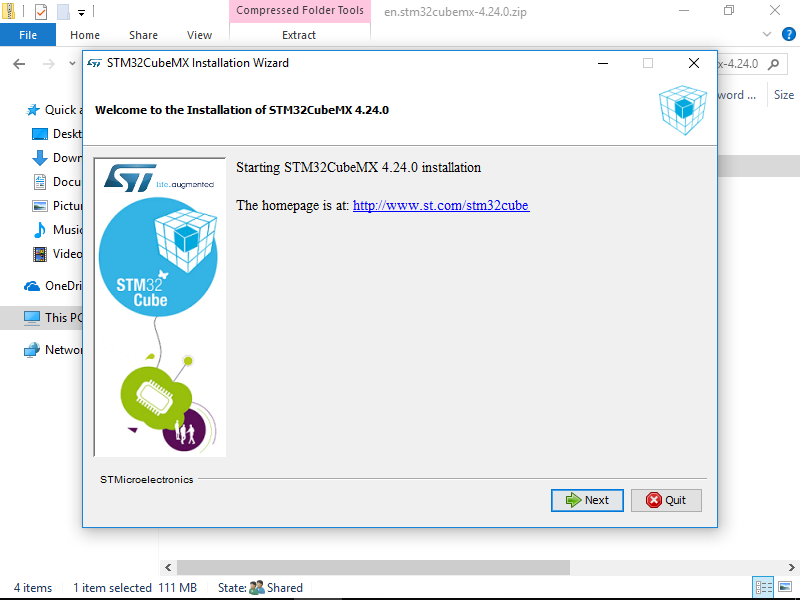 Compressed Folder Tools
en.stm32cubemx-4.24.0.zip
File
Home
Share
View
Extract
x-4.24.0
STM32CubeMX Installation Wizard
Welcome to the Installation of STM32CubeMX 4.24.0
Quick a
Deskt
Down
Docu
Pictur
Music
Video
OneDri
This PC
Networ
word ...
Size
ST
life.augmented
STM32
Cube
Starting STM32CubeMX 4.24.0 installation
The homepage is at: http://www.st.com/stm32cube
STMicroelectronics
Next
Quit
4 items
1 item selected
111 MB
State:
Shared